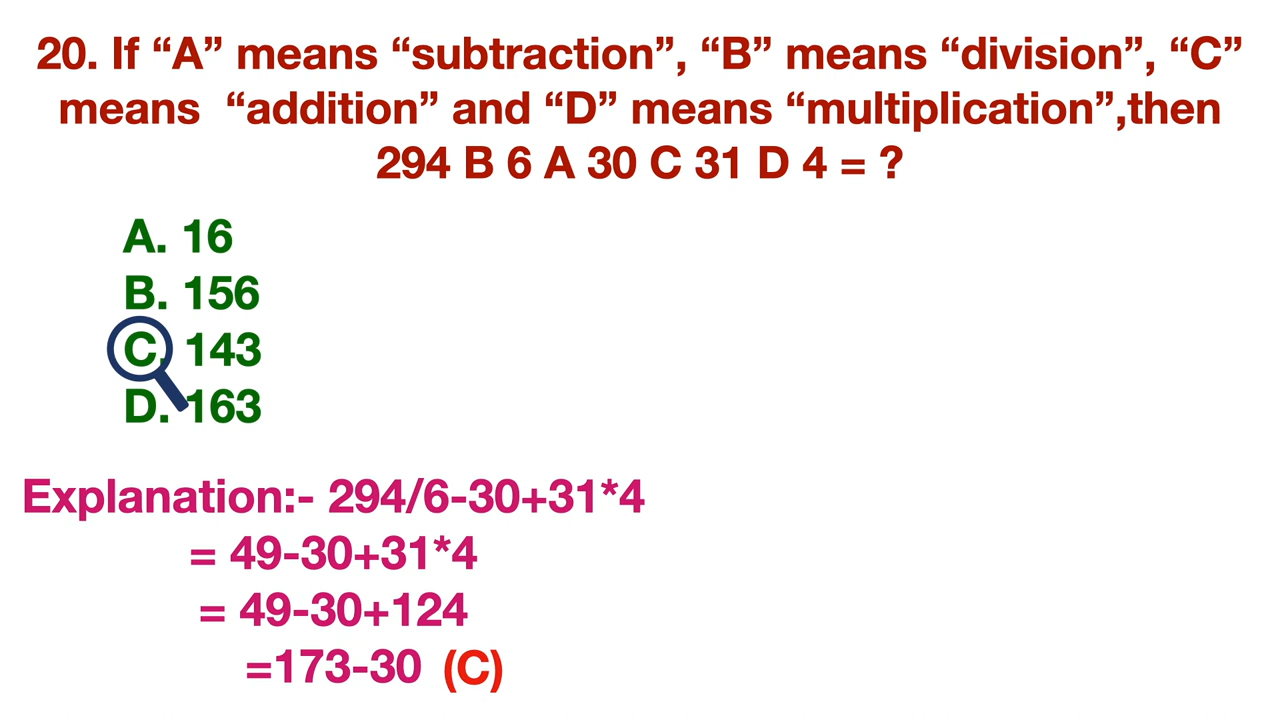 20. If “A” means “subtraction”, “B” means “division”, “C”
means “addition” and “D” means “multiplication”,then
294 B 6 A 30 C 31 D 4 = ?
A. 16
B. 156
C. 143
D. 163
Explanation:- 294/6-30+31*4
= 49-30+31*4
= 49-30+124
=173-30 (C)